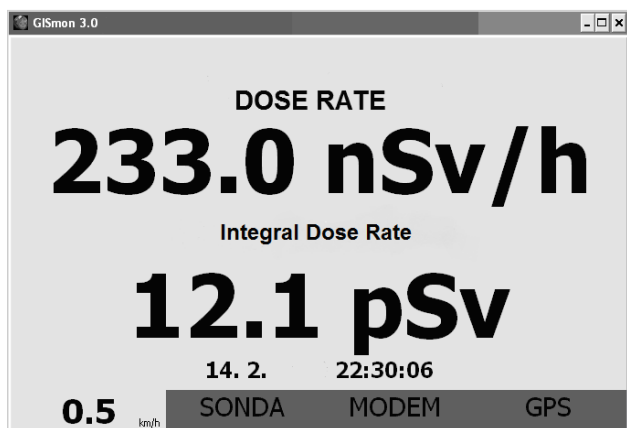 GISmon 3.0
DOSE RATE
233.0 nSv/h
Integral Dose Rate
12.1 pSv
14. 2. 22:30:06
0.5 km/h SONDA MODEM GPS